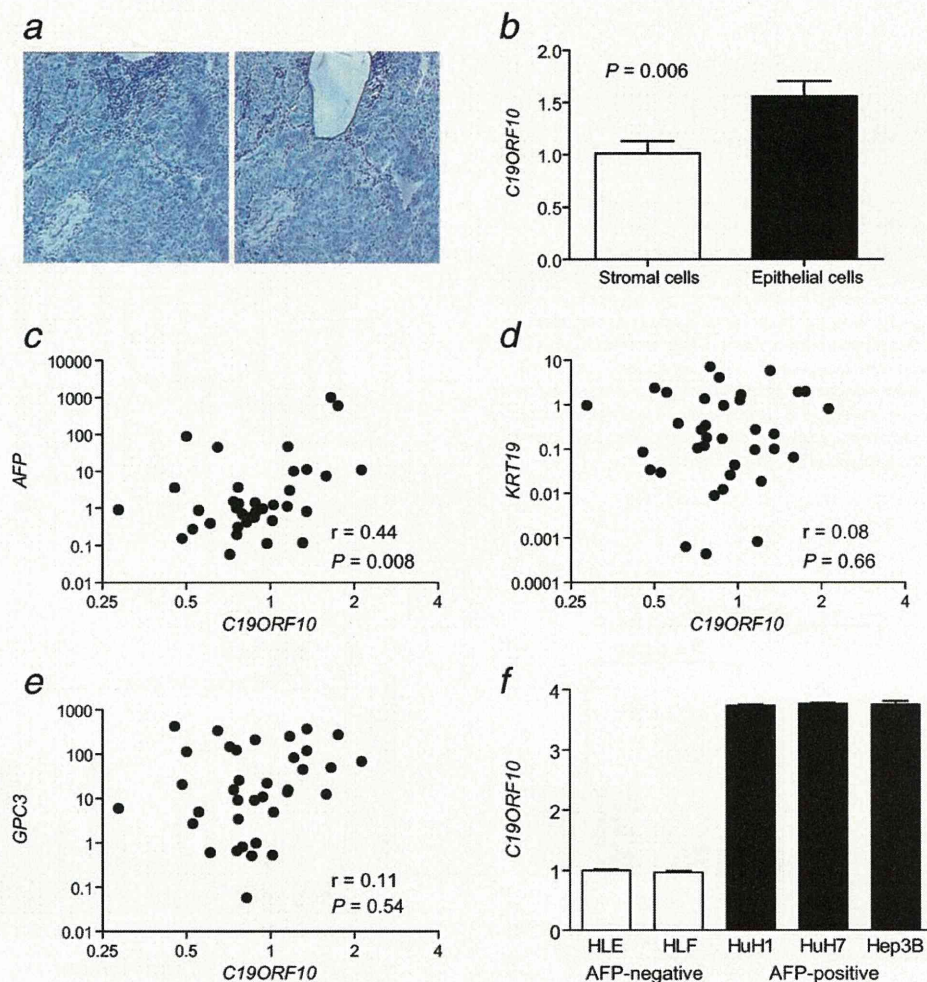 a
b
2.0
1.5
1.0
0.5
0.0
C19ORF10
P = 0.006
Stromal cells Epithelial cells
c
10000
1000
100
10
1
0.1
0.01
AFP
r = 0.44
P = 0.008
0.25 0.5 1 2 4
C19ORF10
d
10
1
0.1
0.01
0.001
0.0001
KRT19
r = 0.08
P = 0.66
0.25 0.5 1 2 4
C19ORF10
e
1000
100
10
1
0.1
0.01
GPC3
r = 0.11
P = 0.54
0.25 0.5 1 2 4
C19ORF10
f
4
3
2
1
0
C19ORF10
HLE HLF HuH1 HuH7 Hep3B
AFP-negative AFP-positive